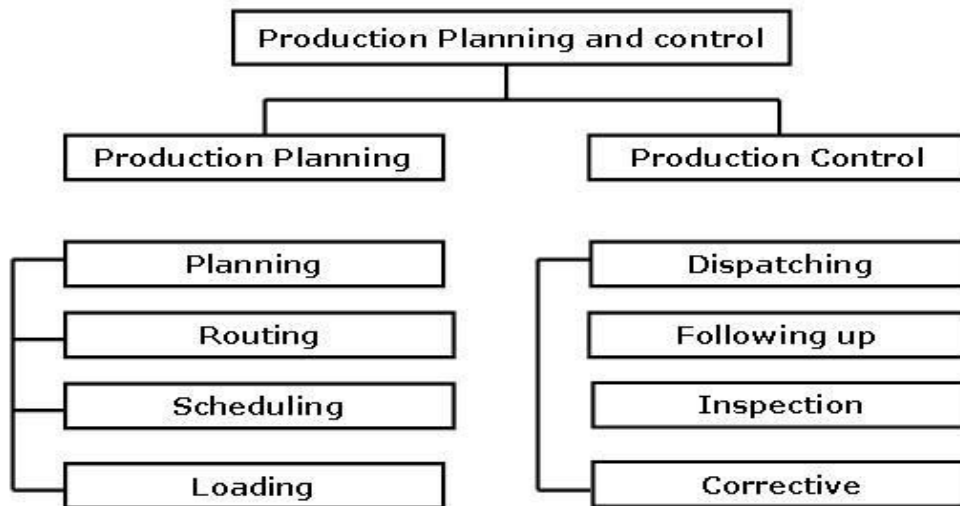 Production Planning and control
Production Planning
Production Control
Planning
Routing
Scheduling
Loading
Dispatching
Following up
Inspection
Corrective